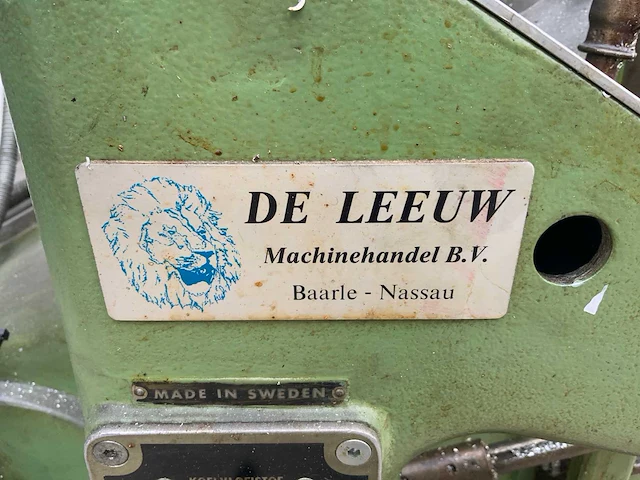 DE LEEUW
Machinehandel B.V.
Baarle - Nassau
MADE IN SWEDEN